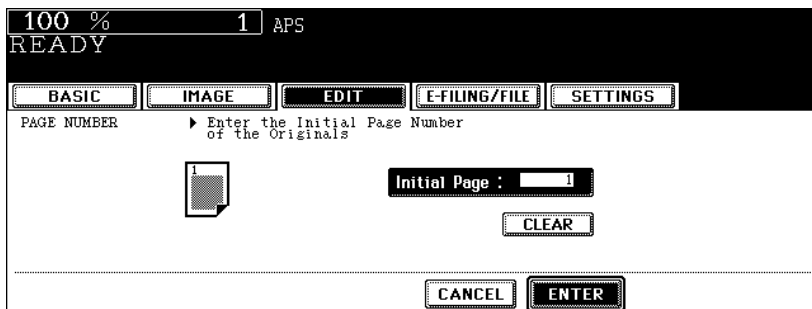 100 % 1 APS
READY
BASIC IMAGE EDIT E-FILING/FILE SETTINGS
PAGE NUMBER Enter the Initial Page Number
of the Originals
1
Initial Page : 1
CLEAR
CANCEL ENTER